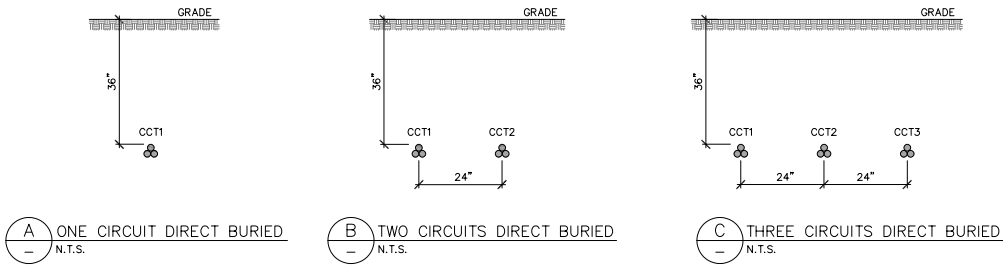 GRADE
36"
CCT1
A
–
ONE CIRCUIT DIRECT BURIED
N.T.S.
GRADE
36"
CCT1 CCT2
24"
B
–
TWO CIRCUITS DIRECT BURIED
N.T.S.
GRADE
36"
CCT1 CCT2 CCT3
24" 24"
C
–
THREE CIRCUITS DIRECT BURIED
N.T.S.